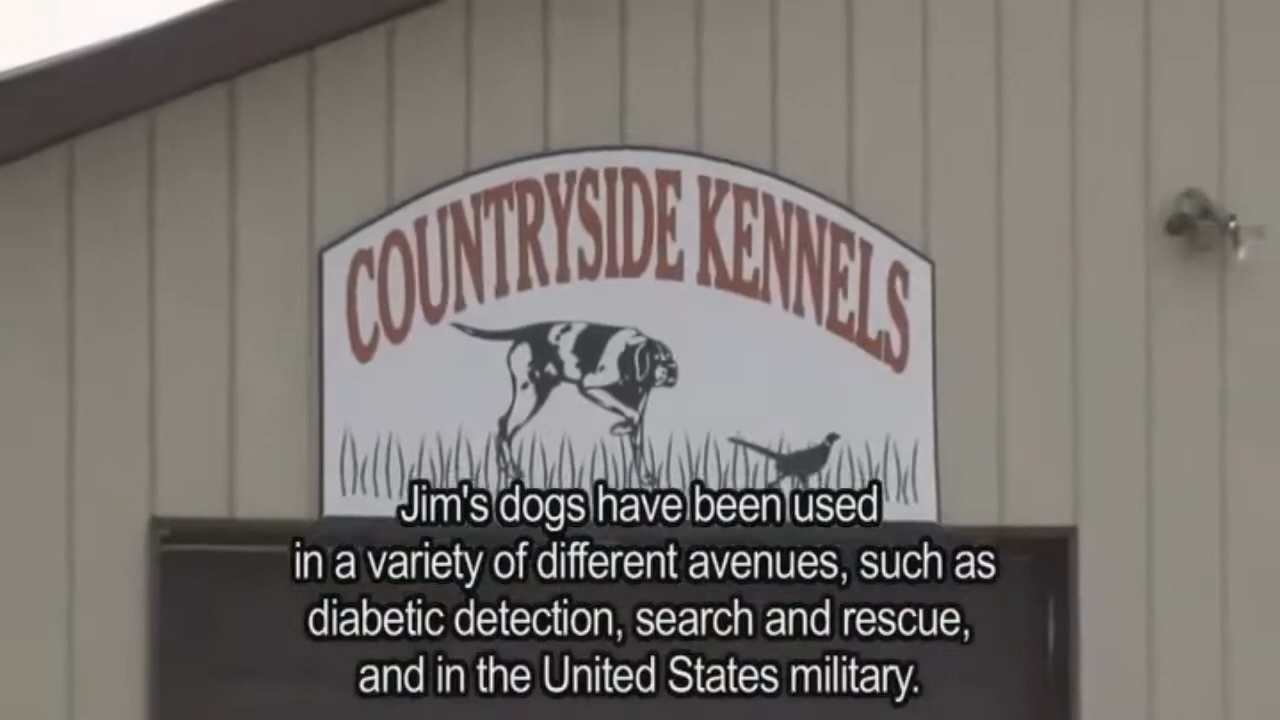 COUNTRYSIDE KENNELS
Jim's dogs have been used
in a variety of different avenues, such as
diabetic detection, search and rescue,
and in the United States military.